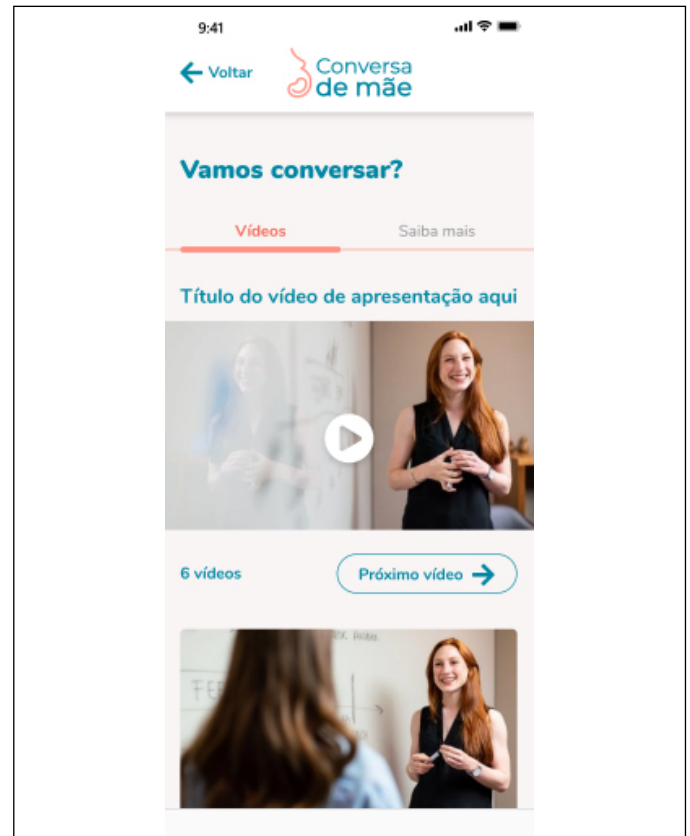 9:41
Voltar
Conversa
de mãe
Vamos conversar?
Vídeos
Saiba mais
Título do vídeo de apresentação aqui
6 vídeos
Próximo vídeo